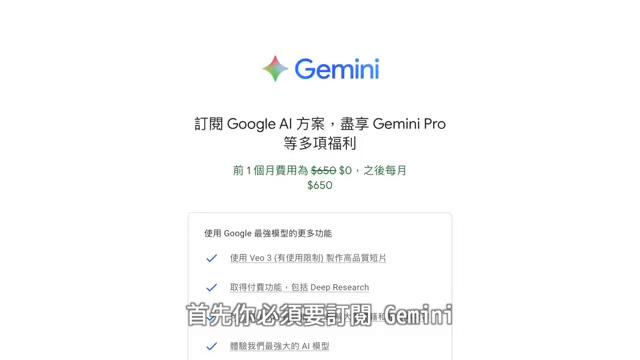 Gemini
訂閱 Google AI 方案，盡享 Gemini Pro
等多項福利
前 1 個月費用為 $650 $0，之後每月
$650
使用 Google 最強模型的更多功能
使用 Veo 3 (有使用限制) 製作高品質短片
取得付費功能，包括 Deep Research
首先你必須要訂閱 Gemini
體驗我們最強大的 AI 模型